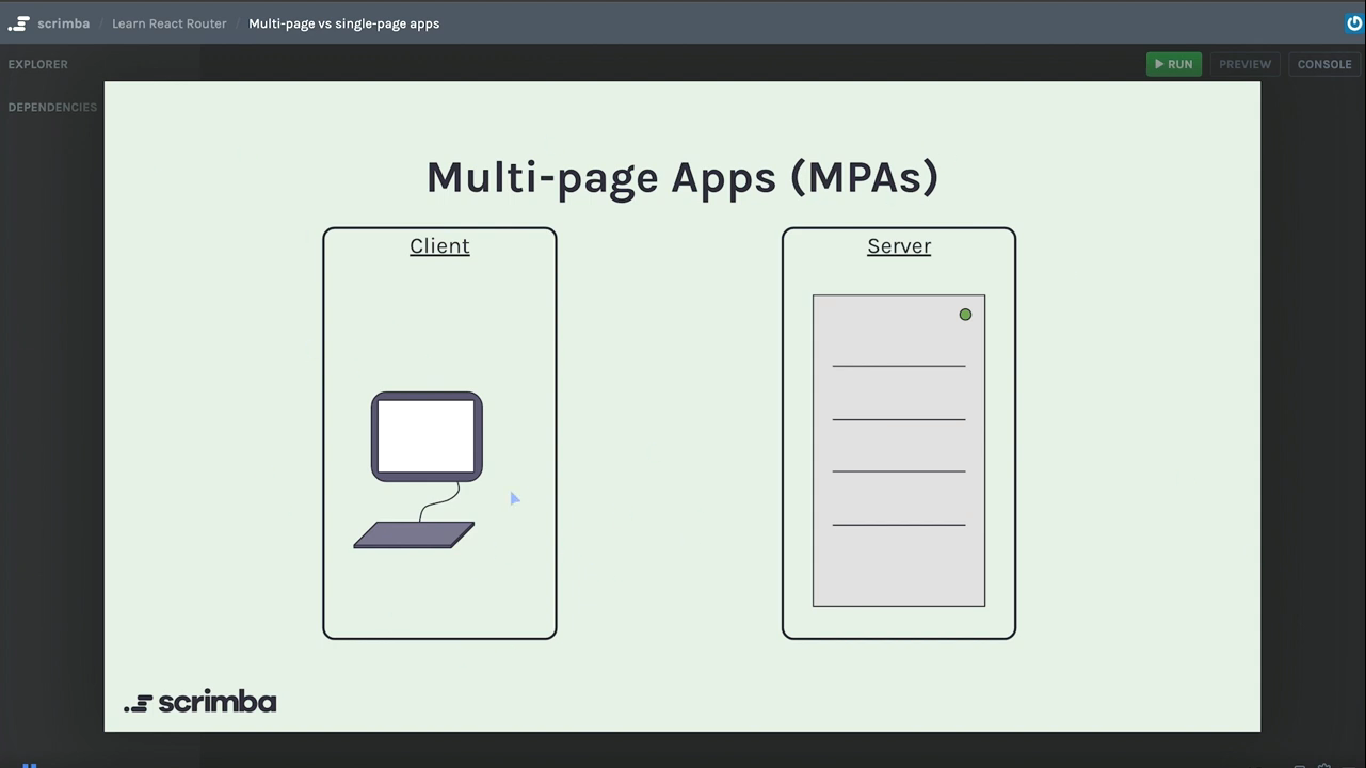 scrimba / Learn React Router / Multi-page vs single-page apps
EXPLORER
RUN
PREVIEW
CONSOLE
DEPENDENCIES
Multi-page Apps (MPAs)
Client
Server
scrimba